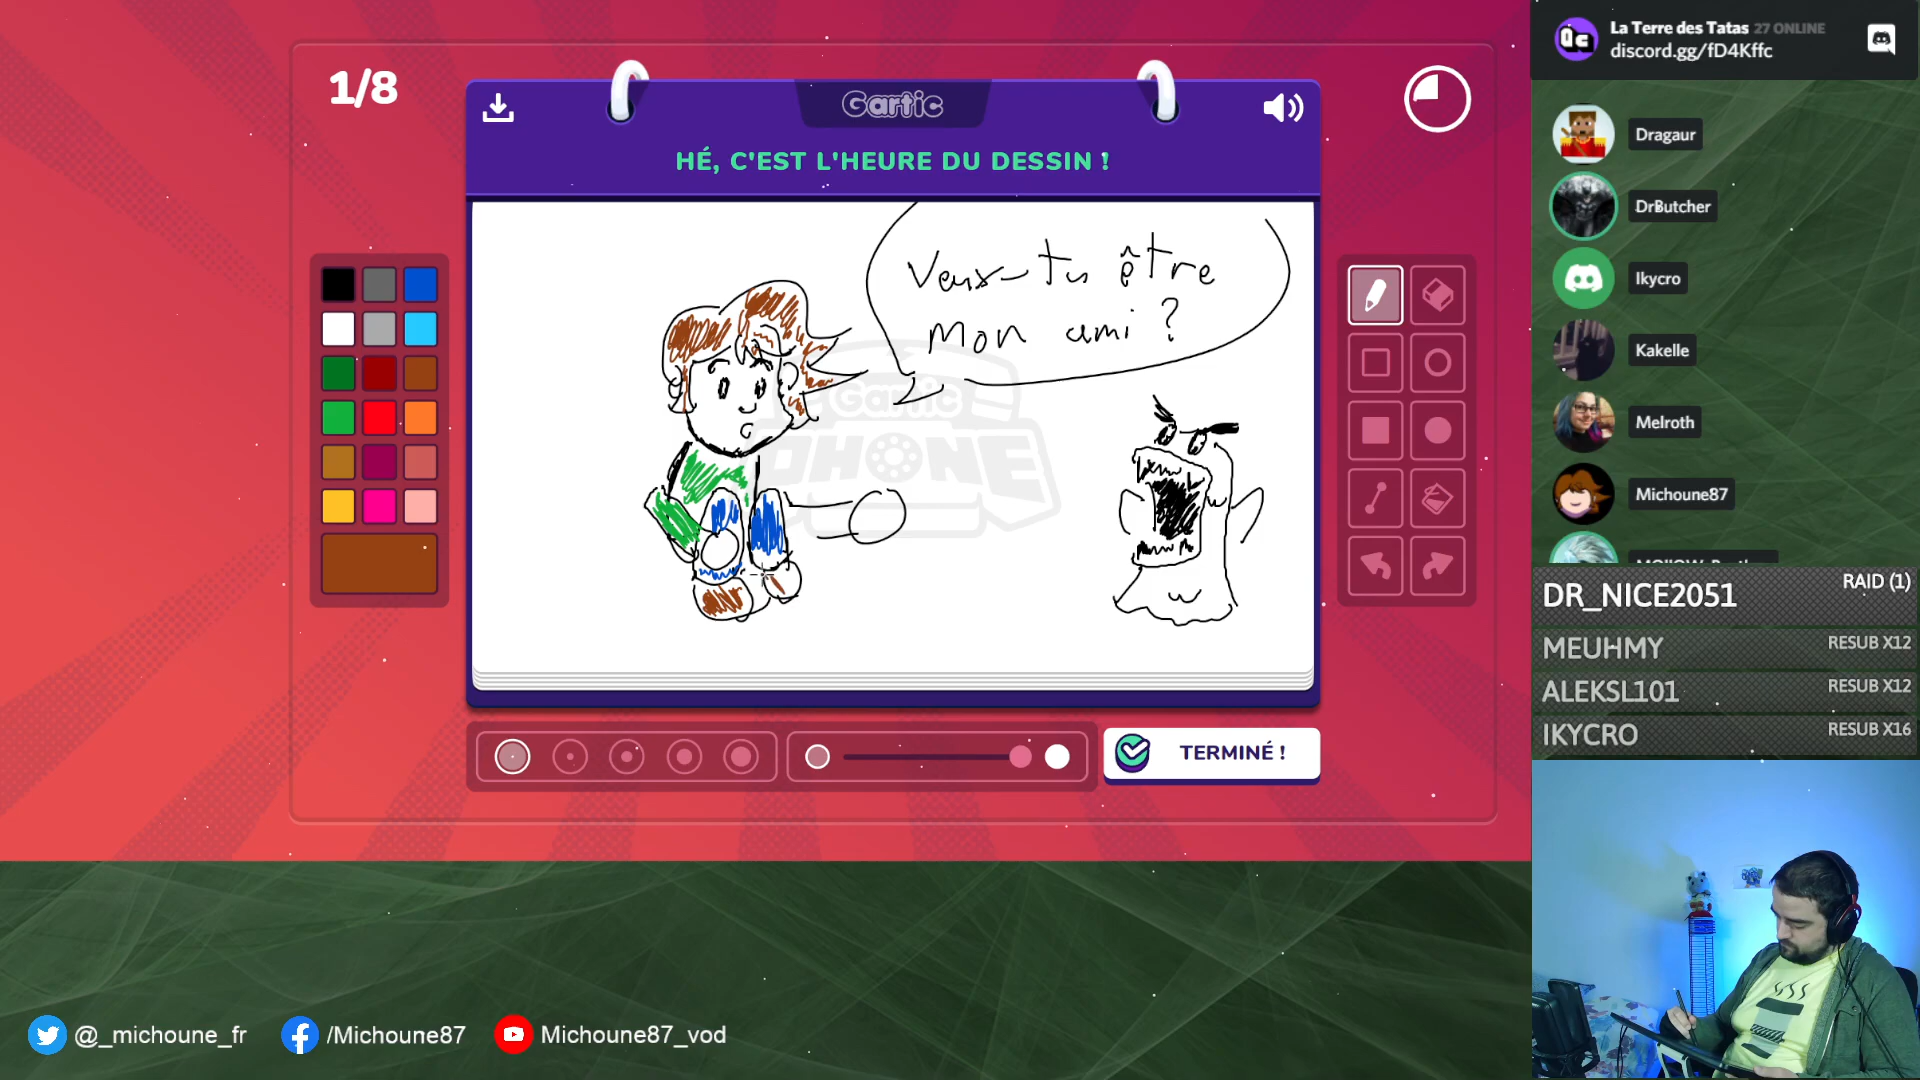 1/8
Gartic
HÉ, C'EST L'HEURE DU DESSIN !
Veux-tu être
mon ami ?
Gartic
PHONE
TERMINÉ !
La Terre des Tatas 27 ONLINE
discord.gg/fD4Kffc
Dragaur
DrButcher
Ikycro
Kakelle
Melroth
Michoune87
DR_NICE2051 RAID (1)
MEUHMY RESUB X12
ALEKSL101 RESUB X12
IKYCRO RESUB X16
@_michoune_fr
/Michoune87
Michoune87_vod